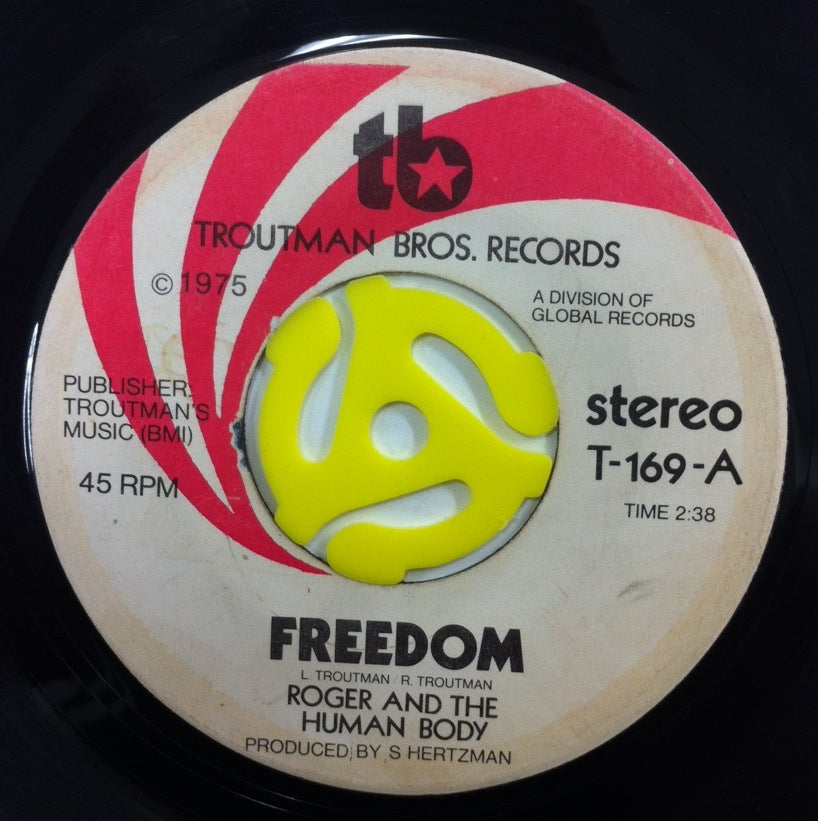 tb
TROUTMAN BROS. RECORDS
© 1975
A DIVISION OF
GLOBAL RECORDS
PUBLISHER:
TROUTMAN'S
MUSIC (BMI)
45 RPM
stereo
T-169-A
TIME 2:38
FREEDOM
L. TROUTMAN / R. TROUTMAN
ROGER AND THE
HUMAN BODY
PRODUCED BY S HERTZMAN